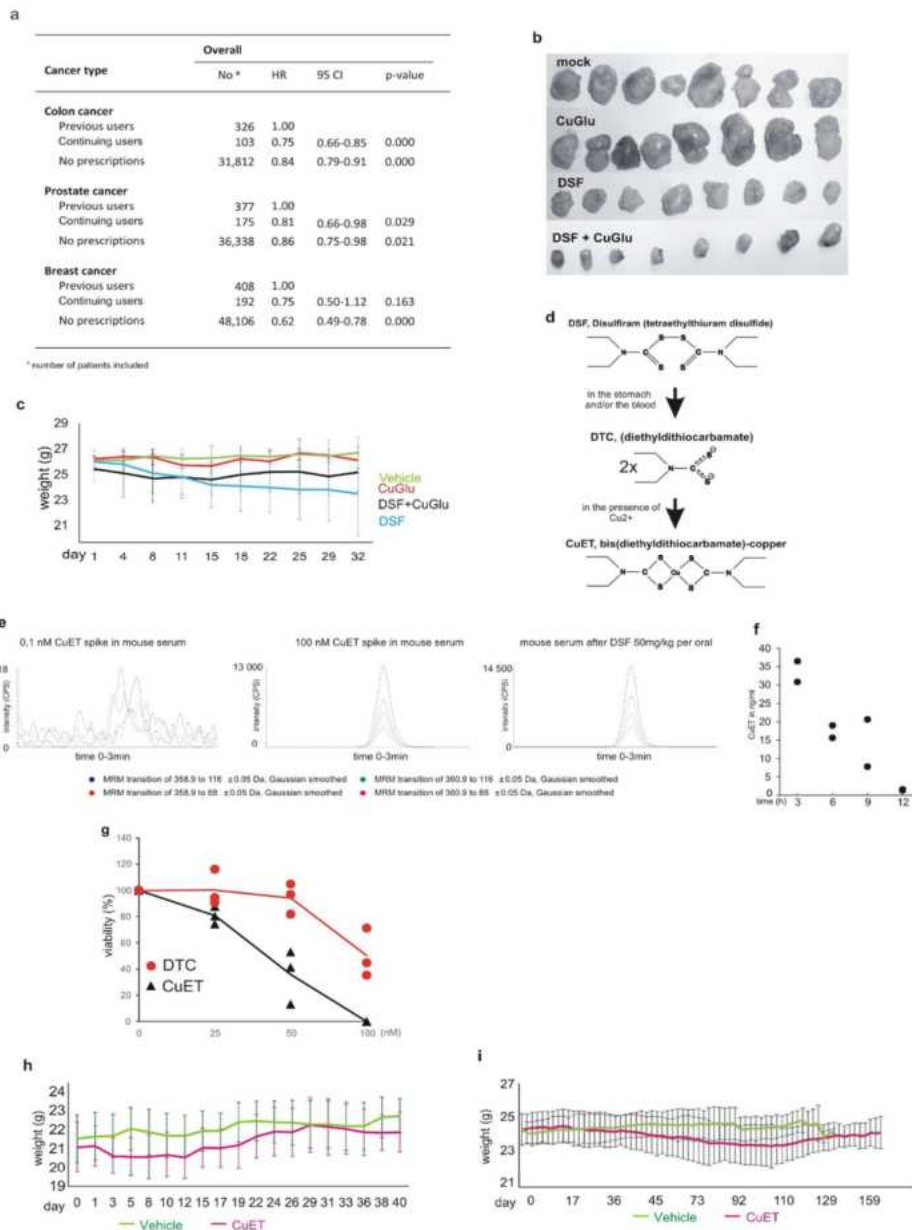 a
Overall
Cancer type No * HR 95 CI p-value
Colon cancer
Previous users 326 1.00
Continuing users 103 0.75 0.66-0.85 0.000
No prescriptions 31,812 0.84 0.79-0.91 0.000
Prostate cancer
Previous users 377 1.00
Continuing users 175 0.81 0.66-0.98 0.029
No prescriptions 36,338 0.86 0.75-0.98 0.021
Breast cancer
Previous users 408 1.00
Continuing users 192 0.75 0.50-1.12 0.163
No prescriptions 48,106 0.62 0.49-0.78 0.000
* number of patients included
b
mock
CuGlu
DSF
DSF + CuGlu
c
weight (g)
29
27
25
23
21
day 1 4 8 11 15 18 22 25 29 32
Vehicle
CuGlu
DSF+CuGlu
DSF
d
DSF, Disulfiram (tetraethylthiuram disulfide)
S S
N C C N
S S
in the stomach
and/or the blood
DTC, (diethyldithiocarbamate)
2x N C S
S
in the presence of
Cu2+
CuET, bis(diethyldithiocarbamate)-copper
S S
N C Cu C N
S S
e
0,1 nM CuET spike in mouse serum
intensity (CPS)
18
0
time 0-3min
100 nM CuET spike in mouse serum
intensity (CPS)
13 000
0
time 0-3min
mouse serum after DSF 50mg/kg per oral
intensity (CPS)
14 500
0
time 0-3min
MRM transition of 358.9 to 116 ±0.05 Da, Gaussian smoothed
MRM transition of 360.9 to 116 ±0.05 Da, Gaussian smoothed
MRM transition of 358.9 to 88 ±0.05 Da, Gaussian smoothed
MRM transition of 360.9 to 88 ±0.05 Da, Gaussian smoothed
f
CuET in ng/ml
40
35
30
25
20
15
10
5
0
time (h) 3 6 9 12
g
viability (%)
140
120
100
80
60
40
20
0
DTC
CuET
0 25 50 100 (nM)
h
weight (g)
24
23
22
21
20
19
day 0 1 3 5 8 10 12 15 17 19 22 24 26 29 31 33 36 38 40
Vehicle CuET
i
weight (g)
27
25
23
21
day 0 17 36 45 73 92 110 129 159
Vehicle CuET